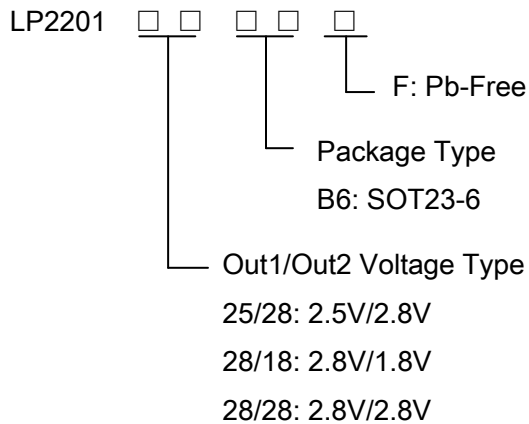 LP2201 □ □ □ □ □
F: Pb-Free
Package Type
B6: SOT23-6
Out1/Out2 Voltage Type
25/28: 2.5V/2.8V
28/18: 2.8V/1.8V
28/28: 2.8V/2.8V